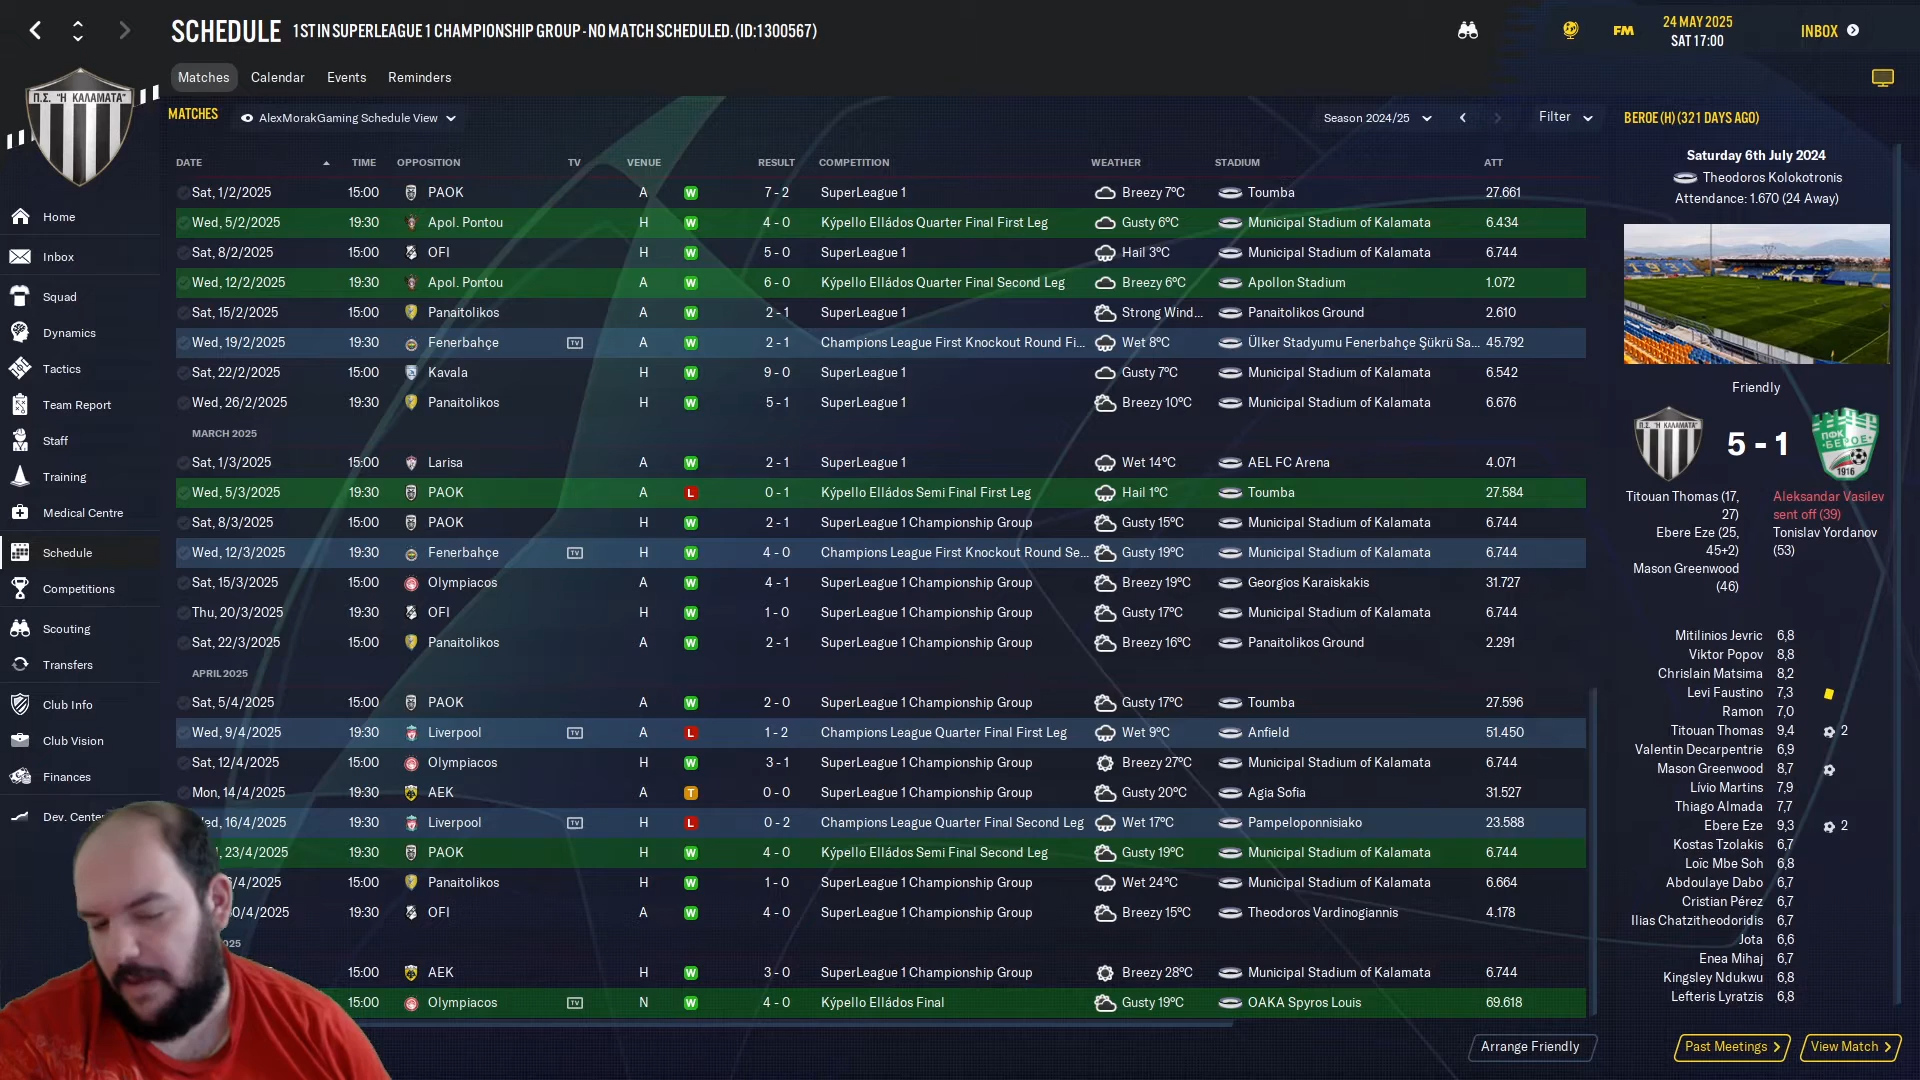 SCHEDULE 1ST IN SUPERLEAGUE 1 CHAMPIONSHIP GROUP - NO MATCH SCHEDULED. (ID:1300567)
FM
24 MAY 2025
SAT 17:00
INBOX
Matches Calendar Events Reminders
Π.Σ. "Η ΚΑΛΑΜΑΤΑ"
MATCHES AlexMorakGaming Schedule View Season 2024/25 Filter
DATE TIME OPPOSITION TV VENUE RESULT COMPETITION WEATHER STADIUM ATT
Sat, 1/2/2025 15:00 PAOK A W 7 - 2 SuperLeague 1 Breezy 7ºC Toumba 27.661
Wed, 5/2/2025 19:30 Apol. Pontou H W 4 - 0 Kýpello Elládos Quarter Final First Leg Gusty 6ºC Municipal Stadium of Kalamata 6.434
Sat, 8/2/2025 15:00 OFI H W 5 - 0 SuperLeague 1 Hail 3ºC Municipal Stadium of Kalamata 6.744
Wed, 12/2/2025 19:30 Apol. Pontou A W 6 - 0 Kýpello Elládos Quarter Final Second Leg Breezy 6ºC Apollon Stadium 1.072
Sat, 15/2/2025 15:00 Panaitolikos A W 2 - 1 SuperLeague 1 Strong Wind... Panaitolikos Ground 2.610
Wed, 19/2/2025 19:30 Fenerbahçe TV A W 2 - 1 Champions League First Knockout Round Fi... Wet 8ºC Ülker Stadyumu Fenerbahçe Şükrü Sa... 45.792
Sat, 22/2/2025 15:00 Kavala H W 9 - 0 SuperLeague 1 Gusty 7ºC Municipal Stadium of Kalamata 6.542
Wed, 26/2/2025 19:30 Panaitolikos H W 5 - 1 SuperLeague 1 Breezy 10ºC Municipal Stadium of Kalamata 6.676
MARCH 2025
Sat, 1/3/2025 15:00 Larisa A W 2 - 1 SuperLeague 1 Wet 14ºC AEL FC Arena 4.071
Wed, 5/3/2025 19:30 PAOK A L 0 - 1 Kýpello Elládos Semi Final First Leg Hail 1ºC Toumba 27.584
Sat, 8/3/2025 15:00 PAOK H W 2 - 1 SuperLeague 1 Championship Group Gusty 15ºC Municipal Stadium of Kalamata 6.744
Wed, 12/3/2025 19:30 Fenerbahçe TV H W 4 - 0 Champions League First Knockout Round Se... Gusty 19ºC Municipal Stadium of Kalamata 6.744
Sat, 15/3/2025 15:00 Olympiacos A W 4 - 1 SuperLeague 1 Championship Group Breezy 19ºC Georgios Karaiskakis 31.727
Thu, 20/3/2025 19:30 OFI H W 1 - 0 SuperLeague 1 Championship Group Gusty 17ºC Municipal Stadium of Kalamata 6.744
Sat, 22/3/2025 15:00 Panaitolikos A W 2 - 1 SuperLeague 1 Championship Group Breezy 16ºC Panaitolikos Ground 2.291
APRIL 2025
Sat, 5/4/2025 15:00 PAOK A W 2 - 0 SuperLeague 1 Championship Group Gusty 17ºC Toumba 27.596
Wed, 9/4/2025 19:30 Liverpool TV A L 1 - 2 Champions League Quarter Final First Leg Wet 9ºC Anfield 51.450
Sat, 12/4/2025 15:00 Olympiacos H W 3 - 1 SuperLeague 1 Championship Group Breezy 27ºC Municipal Stadium of Kalamata 6.744
Mon, 14/4/2025 19:30 AEK A T 0 - 0 SuperLeague 1 Championship Group Gusty 20ºC Agia Sofia 31.527
ed, 16/4/2025 19:30 Liverpool TV H L 0 - 2 Champions League Quarter Final Second Leg Wet 17ºC Pampeloponnisiako 23.588
, 23/4/2025 19:30 PAOK H W 4 - 0 Kýpello Elládos Semi Final Second Leg Gusty 19ºC Municipal Stadium of Kalamata 6.744
6/4/2025 15:00 Panaitolikos H W 1 - 0 SuperLeague 1 Championship Group Wet 24ºC Municipal Stadium of Kalamata 6.664
0/4/2025 19:30 OFI A W 4 - 0 SuperLeague 1 Championship Group Breezy 15ºC Theodoros Vardinogiannis 4.178
025
15:00 AEK H W 3 - 0 SuperLeague 1 Championship Group Breezy 28ºC Municipal Stadium of Kalamata 6.744
15:00 Olympiacos TV N W 4 - 0 Kýpello Elládos Final Gusty 19ºC OAKA Spyros Louis 69.618
Arrange Friendly
Home
Inbox
Squad
Dynamics
Tactics
Team Report
Staff
Training
Medical Centre
Schedule
Competitions
Scouting
Transfers
Club Info
Club Vision
Finances
Dev. Center
BEROE (H) (321 DAYS AGO)
Saturday 6th July 2024
Theodoros Kolokotronis
Attendance: 1.670 (24 Away)
1931
Friendly
Π.Σ. "Η ΚΑΛΑΜΑΤΑ"
5 - 1
ПФК
БЕРОЕ
1916
Titouan Thomas (17,
27)
Ebere Eze (25,
45+2)
Mason Greenwood
(46)
Aleksandar Vasilev
sent off (39)
Tonislav Yordanov
(53)
Mitilinios Jevric 6,8
Viktor Popov 8,8
Chrislain Matsima 8,2
Levi Faustino 7,3
Ramon 7,0
Titouan Thomas 9,4 2
Valentin Decarpentrie 6,9
Mason Greenwood 8,7
Lívio Martins 7,9
Thiago Almada 7,7
Ebere Eze 9,3 2
Kostas Tzolakis 6,7
Loïc Mbe Soh 6,8
Abdoulaye Dabo 6,7
Cristian Pérez 6,7
Ilias Chatzitheodoridis 6,7
Jota 6,6
Enea Mihaj 6,7
Kingsley Ndukwu 6,8
Lefteris Lyratzis 6,8
Past Meetings View Match